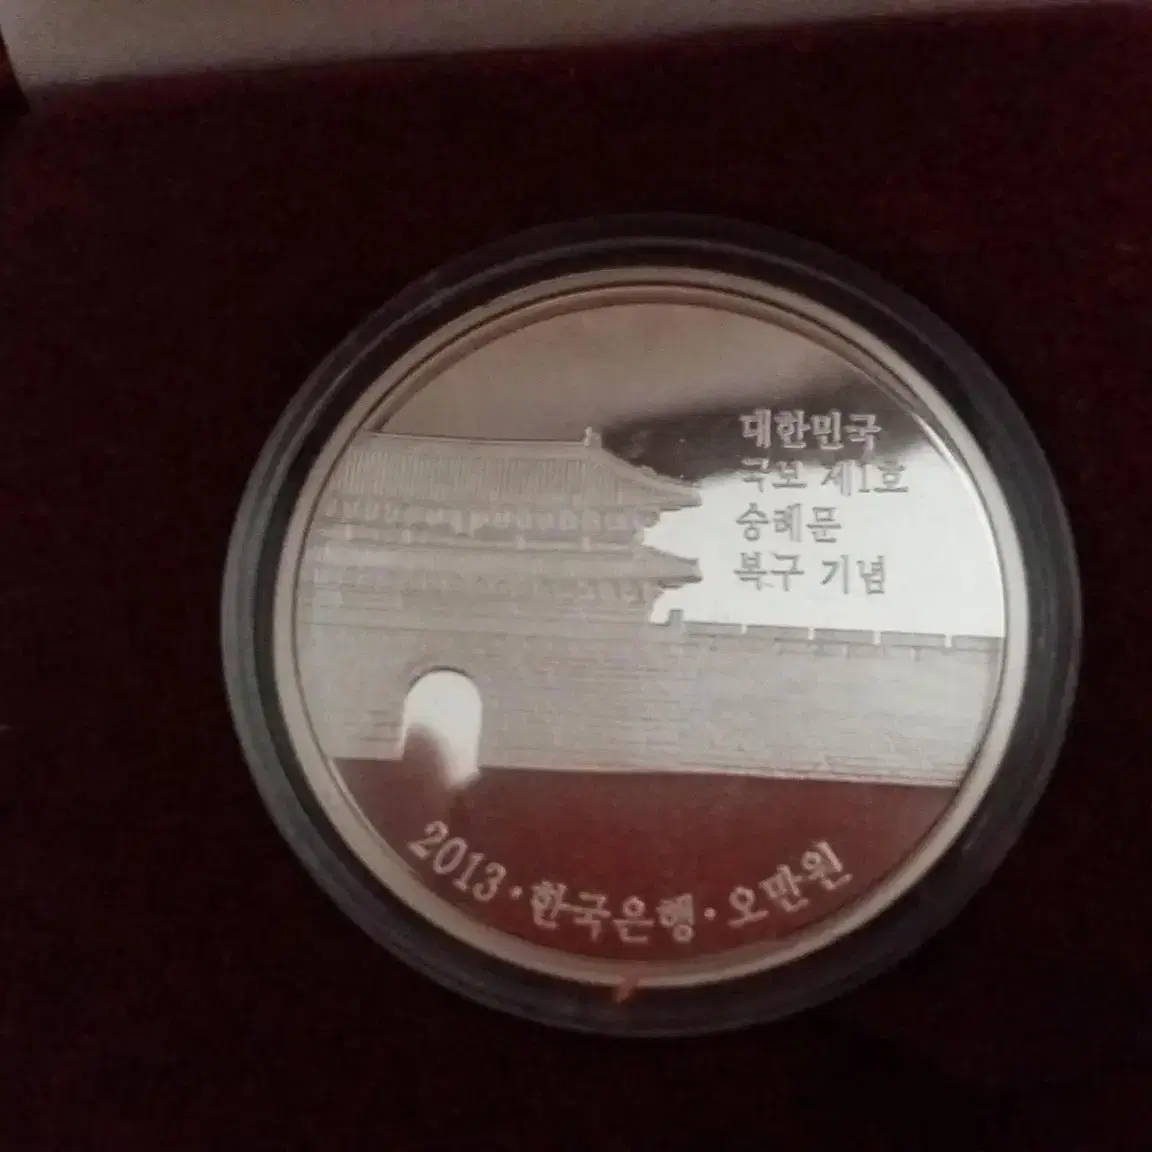 대한민국
국보 제1호
숭례문
복구 기념
2013·한국은행·오만원